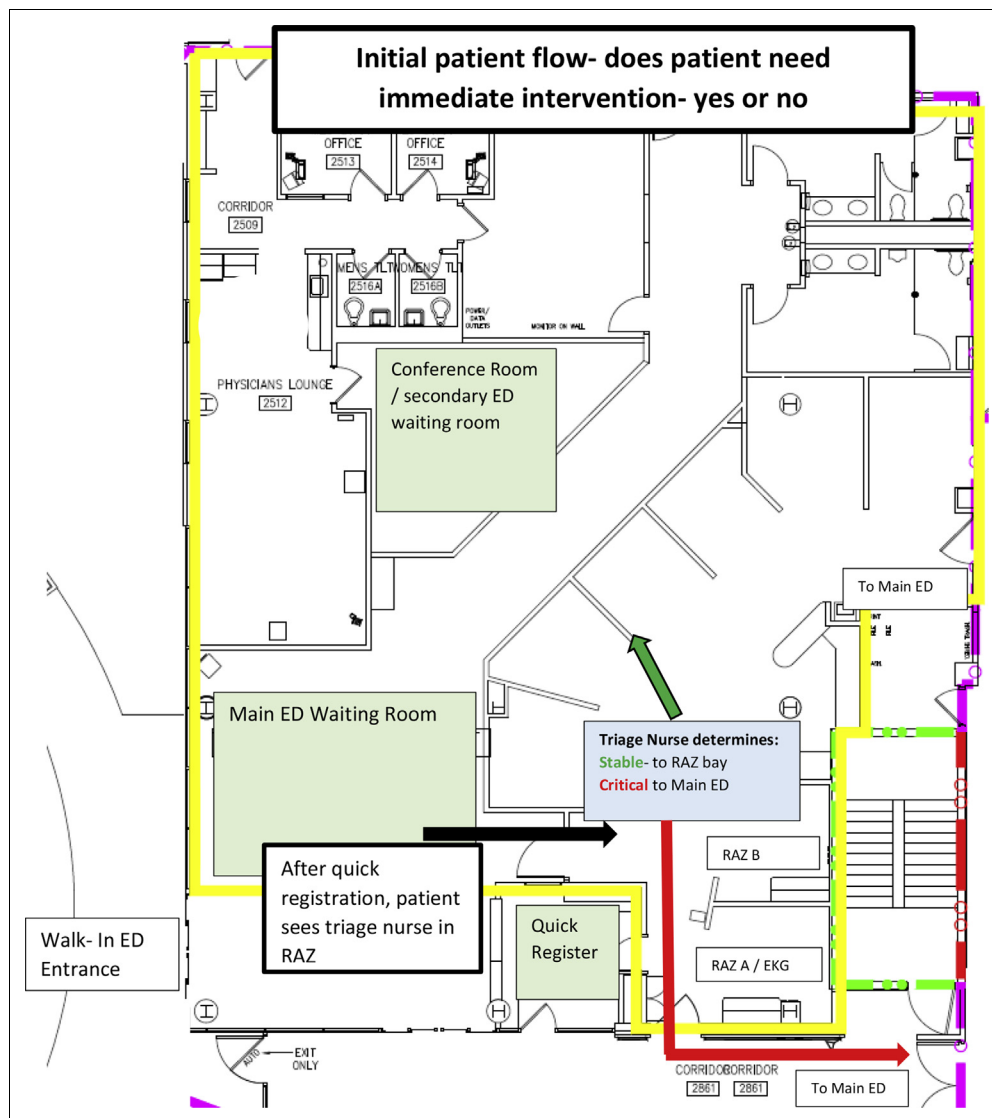 Initial patient flow- does patient need
immediate intervention- yes or no
OFFICE
2513
OFFICE
2514
CORRIDOR
2509
MENS TLT
2516A
WOMENS TLT
2516B
POWER/
DATA
OUTLETS
MONITOR ON WALL
Conference Room
/ secondary ED
waiting room
PHYSICIANS LOUNGE
2512
To Main ED
Main ED Waiting Room
Triage Nurse determines:
Stable- to RAZ bay
Critical to Main ED
After quick
registration, patient
sees triage nurse in
RAZ
RAZ B
Quick
Register
RAZ A / EKG
Walk- In ED
Entrance
AUTO
EXIT
ONLY
CORRIDOR
2861
CORRIDOR
2861
To Main ED